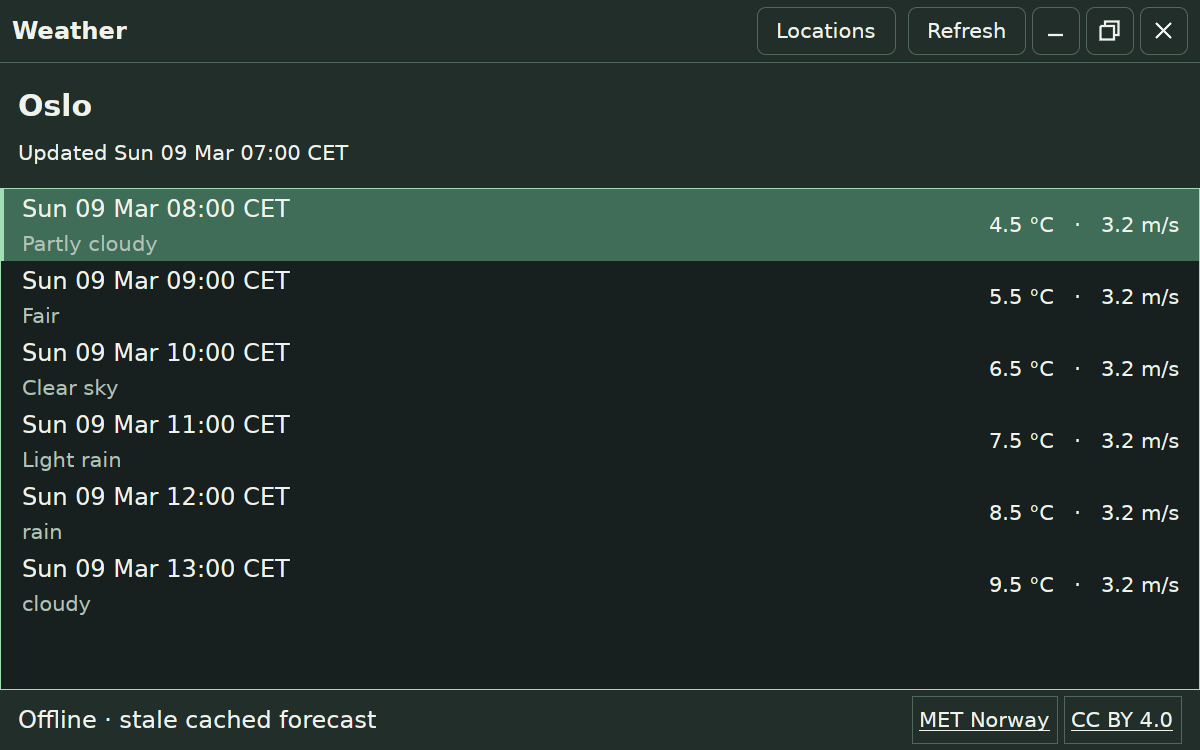 Weather
Locations
Refresh
Oslo
Updated Sun 09 Mar 07:00 CET
Sun 09 Mar 08:00 CET
Partly cloudy
4.5 °C · 3.2 m/s
Sun 09 Mar 09:00 CET
Fair
5.5 °C · 3.2 m/s
Sun 09 Mar 10:00 CET
Clear sky
6.5 °C · 3.2 m/s
Sun 09 Mar 11:00 CET
Light rain
7.5 °C · 3.2 m/s
Sun 09 Mar 12:00 CET
rain
8.5 °C · 3.2 m/s
Sun 09 Mar 13:00 CET
cloudy
9.5 °C · 3.2 m/s
Offline · stale cached forecast
MET Norway
CC BY 4.0